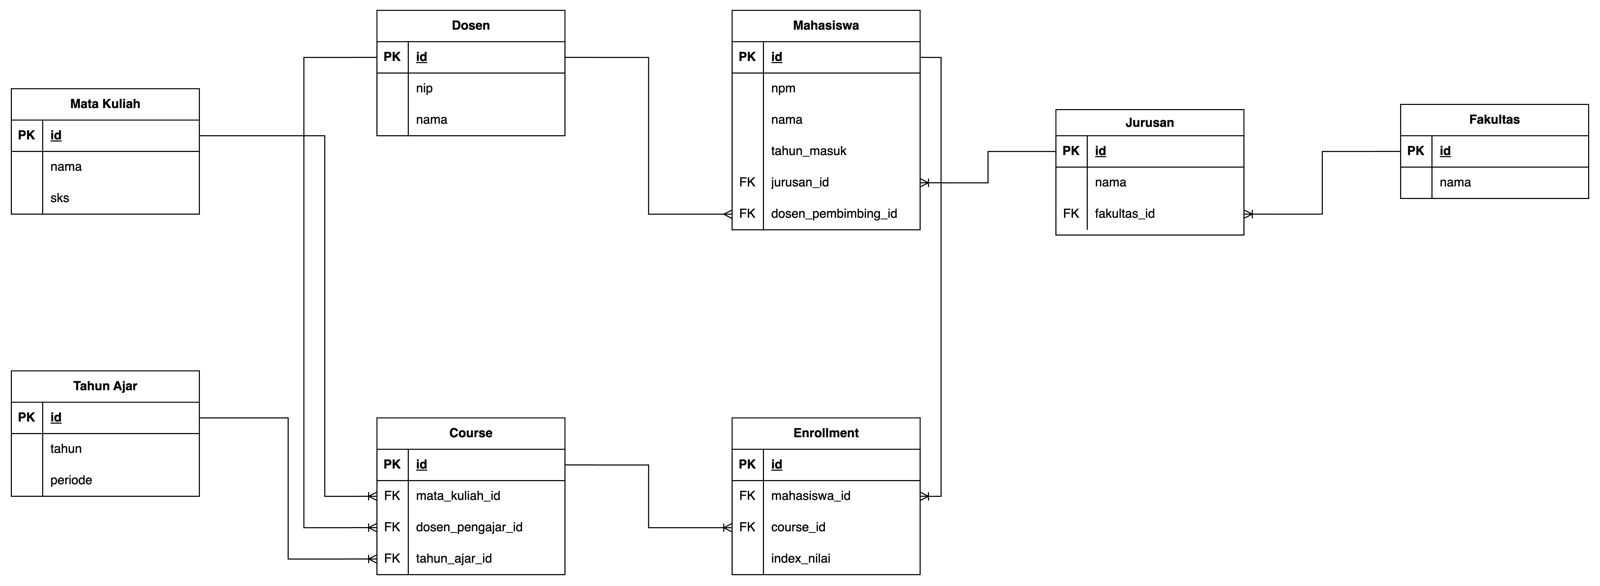 Dosen
PK id
nip
nama
Mahasiswa
PK id
npm
nama
tahun_masuk
FK jurusan_id
FK dosen_pembimbing_id
Mata Kuliah
PK id
nama
sks
Jurusan
PK id
nama
FK fakultas_id
Fakultas
PK id
nama
Tahun Ajar
PK id
tahun
periode
Course
PK id
FK mata_kuliah_id
FK dosen_pengajar_id
FK tahun_ajar_id
Enrollment
PK id
FK mahasiswa_id
FK course_id
index_nilai